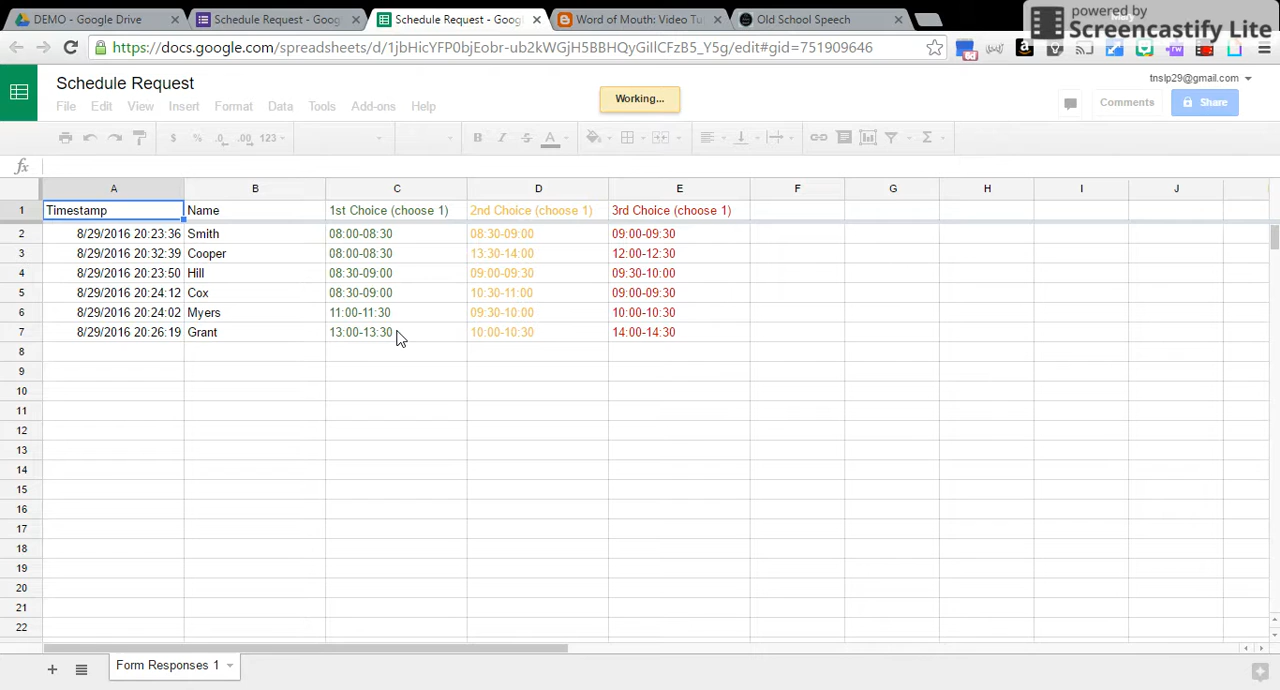 DEMO - Google Drive
Schedule Request - Goog
Schedule Request - Goog
Word of Mouth: Video Tu
Old School Speech
powered by
Screencastify Lite
Schedule Request
File Edit View Insert Format Data Tools Add-ons Help
Working...
tnslp29@gmail.com
Comments
Share
$ % .0 .00 123
fx
A B C D E F G H I J
1 Timestamp Name 1st Choice (choose 1) 2nd Choice (choose 1) 3rd Choice (choose 1)
2 8/29/2016 20:23:36 Smith 08:00-08:30 08:30-09:00 09:00-09:30
3 8/29/2016 20:32:39 Cooper 08:00-08:30 13:30-14:00 12:00-12:30
4 8/29/2016 20:23:50 Hill 08:30-09:00 09:00-09:30 09:30-10:00
5 8/29/2016 20:24:12 Cox 08:30-09:00 10:30-11:00 09:00-09:30
6 8/29/2016 20:24:02 Myers 11:00-11:30 09:30-10:00 10:00-10:30
7 8/29/2016 20:26:19 Grant 13:00-13:30 10:00-10:30 14:00-14:30
8
9
10
11
12
13
14
15
16
17
18
19
20
21
22
Form Responses 1